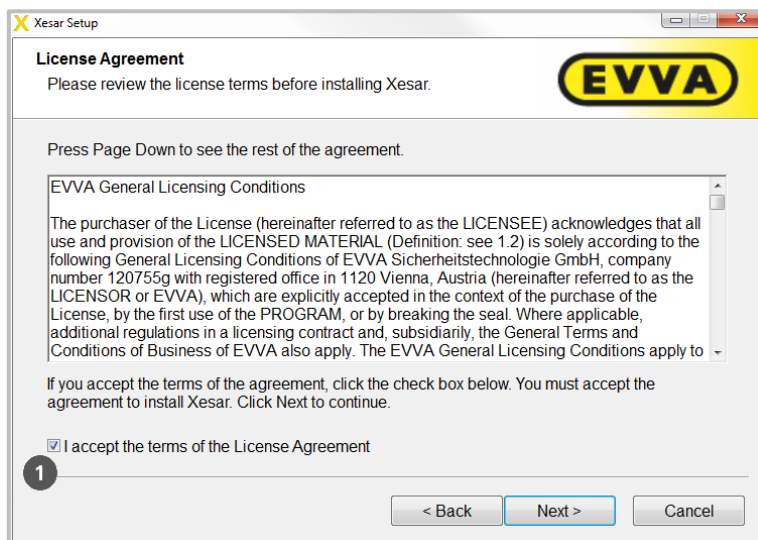 Xesar Setup
License Agreement
Please review the license terms before installing Xesar.
EVVA
Press Page Down to see the rest of the agreement.
EVVA General Licensing Conditions
The purchaser of the License (hereinafter referred to as the LICENSEE) acknowledges that all
use and provision of the LICENSED MATERIAL (Definition: see 1.2) is solely according to the
following General Licensing Conditions of EVVA Sicherheitstechnologie GmbH, company
number 120755g with registered office in 1120 Vienna, Austria (hereinafter referred to as the
LICENSOR or EVVA), which are explicitly accepted in the context of the purchase of the
License, by the first use of the PROGRAM, or by breaking the seal. Where applicable,
additional regulations in a licensing contract and, subsidiarily, the General Terms and
Conditions of Business of EVVA also apply. The EVVA General Licensing Conditions apply to
If you accept the terms of the agreement, click the check box below. You must accept the
agreement to install Xesar. Click Next to continue.
I accept the terms of the License Agreement
1
< Back Next > Cancel